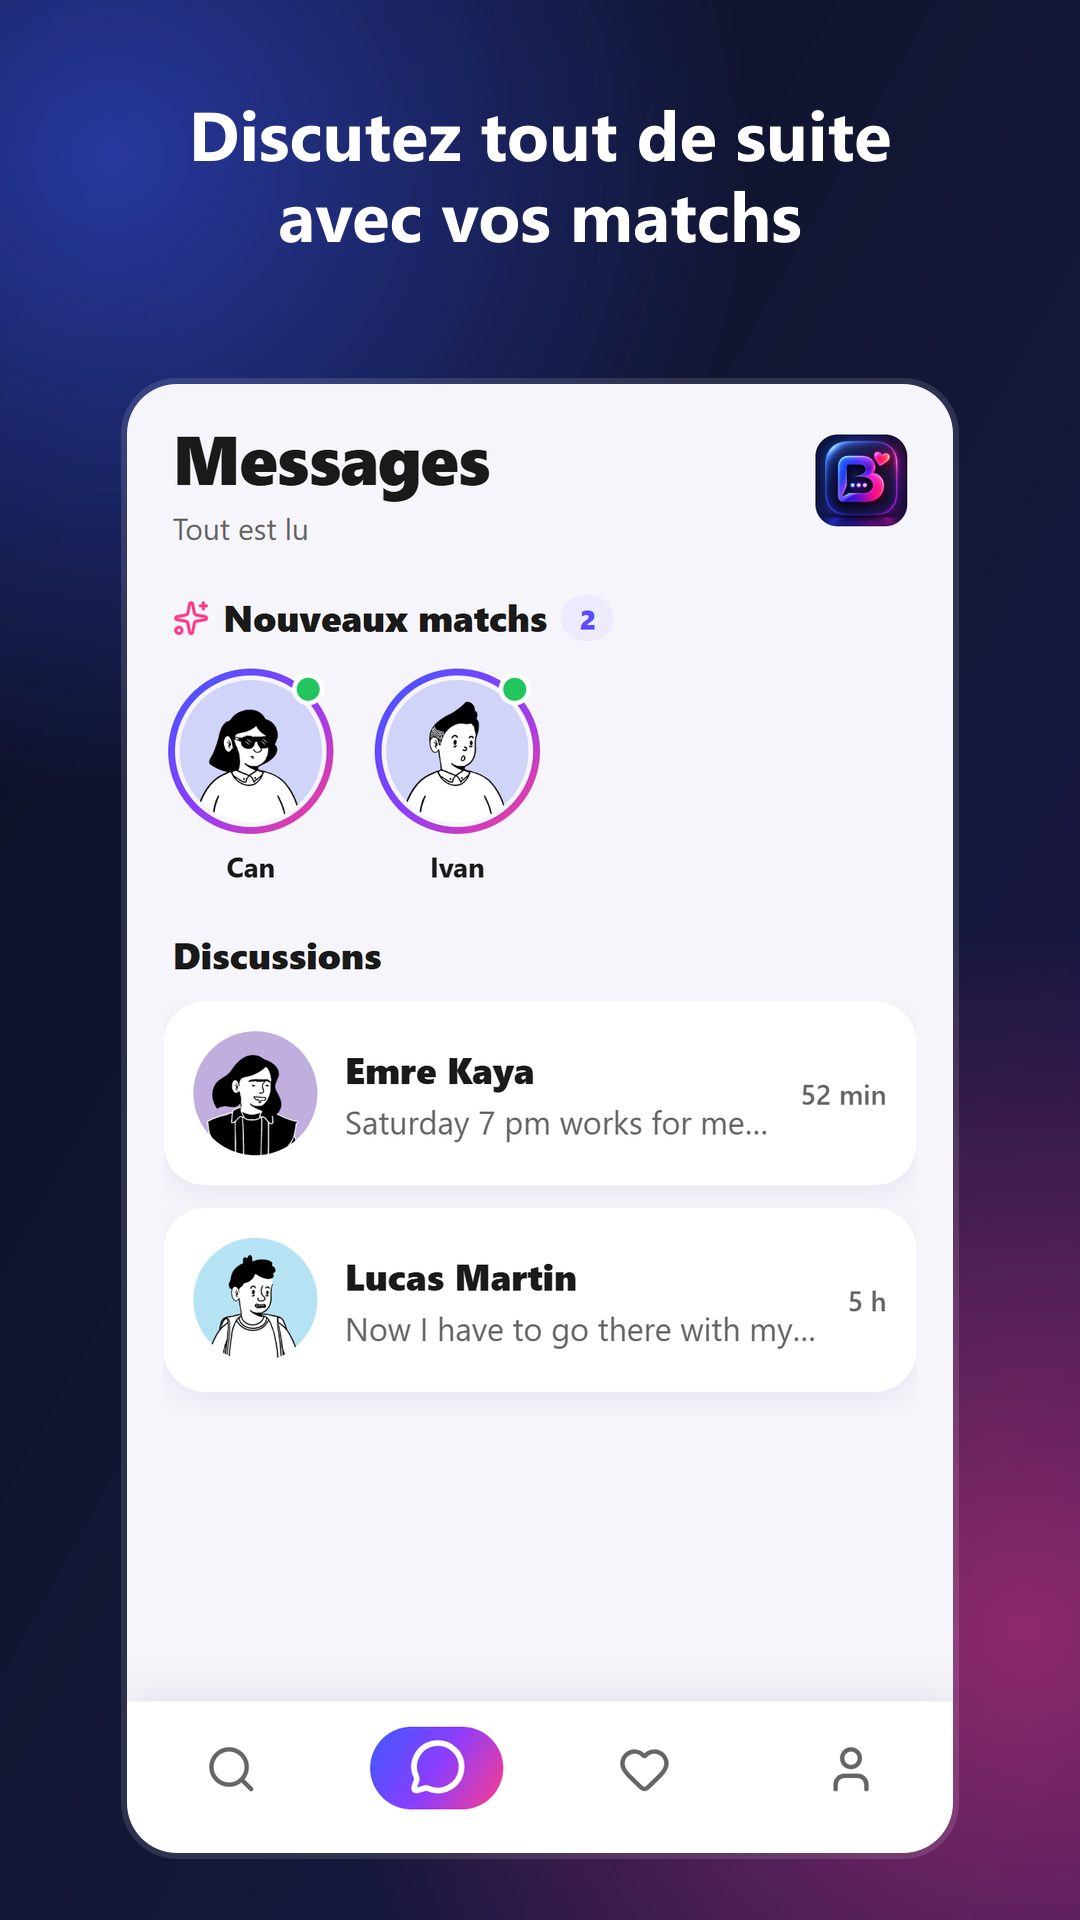 Discutez tout de suite
avec vos matchs
Messages
Tout est lu
Nouveaux matchs 2
Can
Ivan
Discussions
Emre Kaya
52 min
Saturday 7 pm works for me...
Lucas Martin
5 h
Now I have to go there with my...